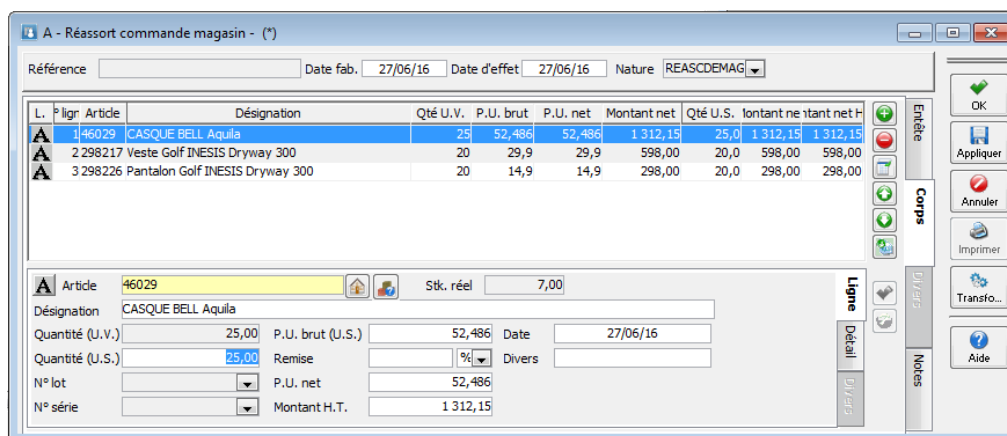 A - Réassort commande magasin - (*)
Référence Date fab. 27/06/16 Date d'effet 27/06/16 Nature REASCDEMAG
OK
Appliquer
Annuler
Imprimer
Transfo...
Aide
L. º ligr Article Désignation Qté U.V. P.U. brut P.U. net Montant net Qté U.S. Iontant ne ntant net H
A 1 46029 CASQUE BELL Aquila 25 52,486 52,486 1 312,15 25,0 1 312,15 1 312,15
A 2 298217 Veste Golf INESIS Dryway 300 20 29,9 29,9 598,00 20,0 598,00 598,00
A 3 298226 Pantalon Golf INESIS Dryway 300 20 14,9 14,9 298,00 20,0 298,00 298,00
Entête
Corps
Divers
Notes
A Article 46029 Stk. réel 7,00
Désignation CASQUE BELL Aquila
Quantité (U.V.) 25,00 P.U. brut (U.S.) 52,486 Date 27/06/16
Quantité (U.S.) 25,00 Remise % Divers
N° lot P.U. net 52,486
N° série Montant H.T. 1 312,15
Ligne
Détail
Divers